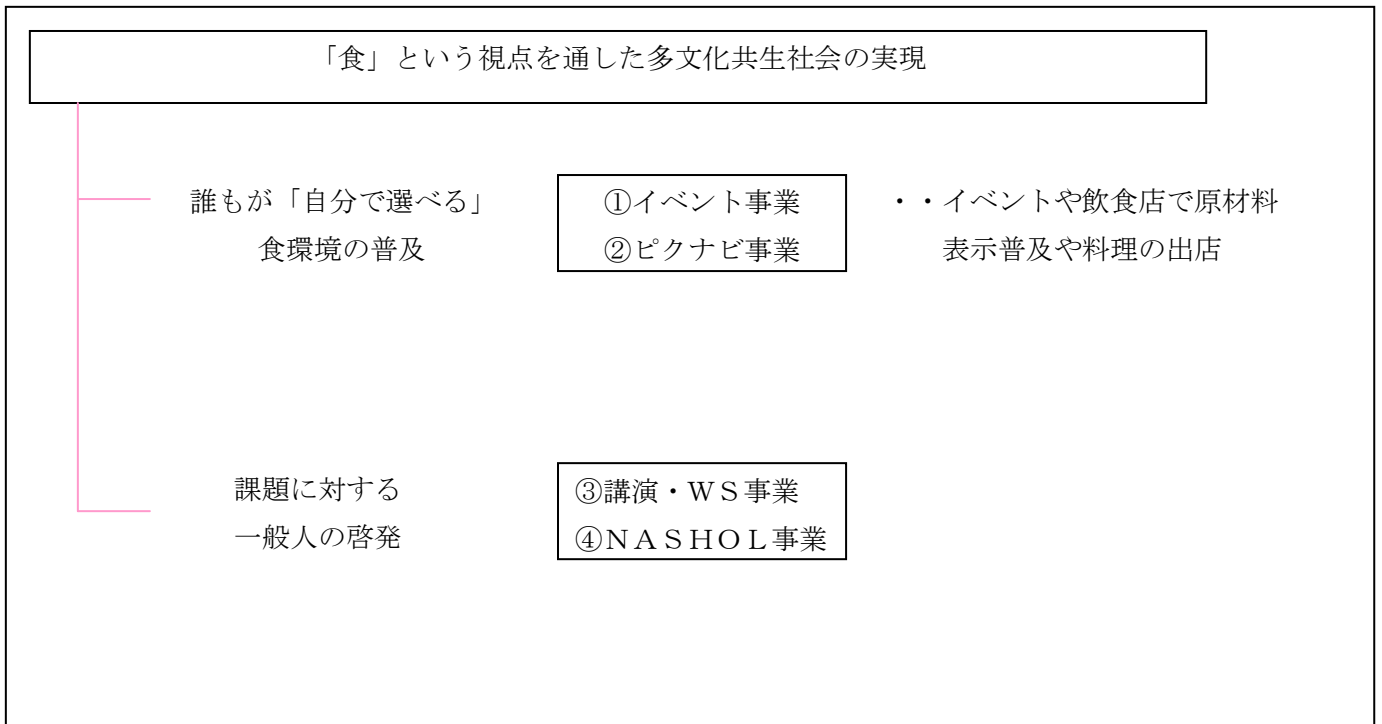 「食」という視点を通した多文化共生社会の実現
誰もが「自分で選べる」
食環境の普及
①イベント事業
②ピクナビ事業
・・イベントや飲食店で原材料
表示普及や料理の出店
課題に対する
一般人の啓発
③講演・ＷＳ事業
④ＮＡＳＨＯＬ事業